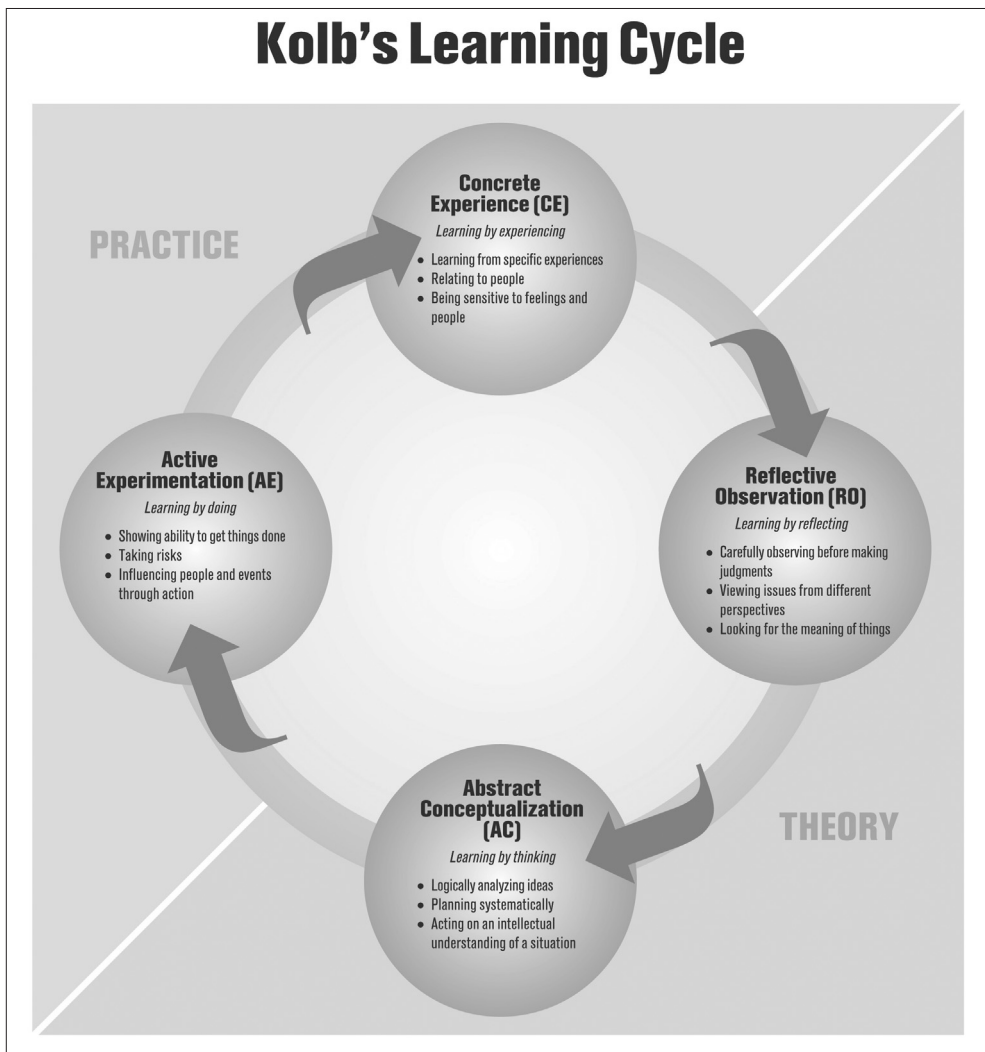 Kolb's Learning Cycle
PRACTICE
Concrete
Experience (CE)
Learning by experiencing
• Learning from specific experiences
• Relating to people
• Being sensitive to feelings and
people
Reflective
Observation (RO)
Learning by reflecting
• Carefully observing before making
judgments
• Viewing issues from different
perspectives
• Looking for the meaning of things
Abstract
Conceptualization
(AC)
Learning by thinking
• Logically analyzing ideas
• Planning systematically
• Acting on an intellectual
understanding of a situation
Active
Experimentation (AE)
Learning by doing
• Showing ability to get things done
• Taking risks
• Influencing people and events
through action
THEORY